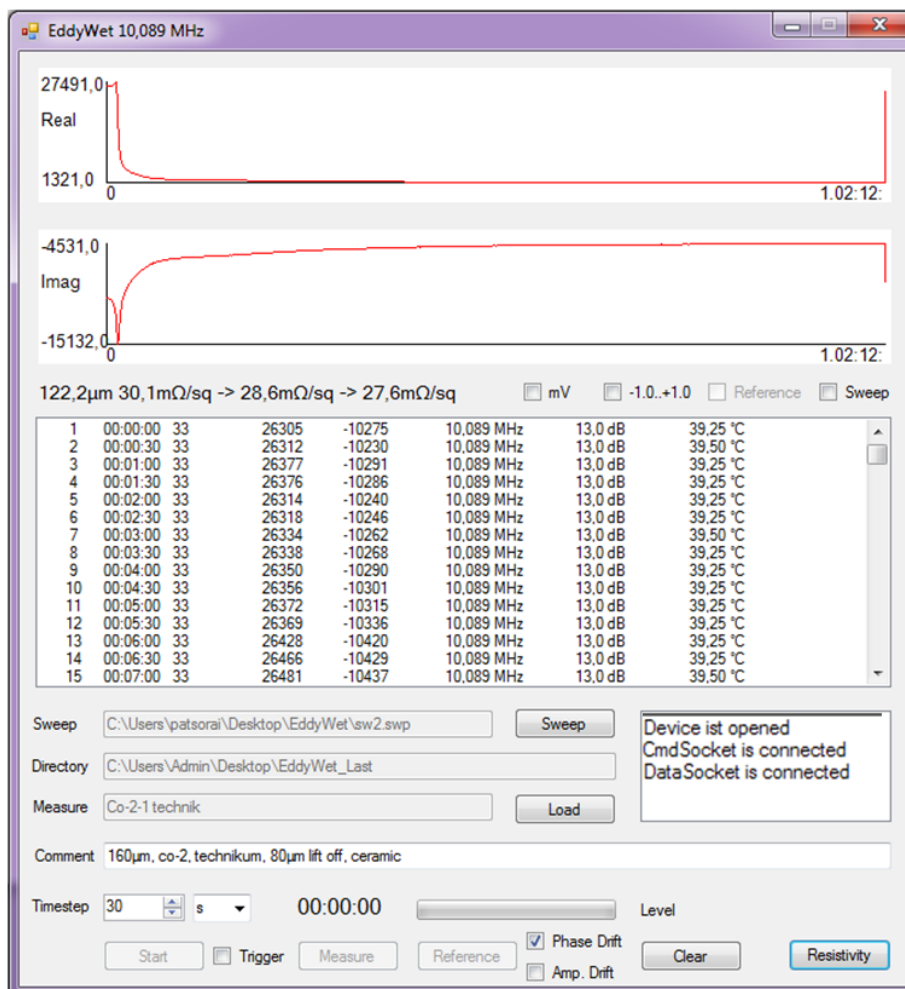 EddyWet 10,089 MHz
27491,0
Real
1321,0
0 1.02:12:
-4531,0
Imag
-15132,0
0 1.02:12:
122,2µm 30,1mΩ/sq -> 28,6mΩ/sq -> 27,6mΩ/sq mV -1.0..+1.0 Reference Sweep
1 00:00:00 33 26305 -10275 10,089 MHz 13,0 dB 39,25 °C
2 00:00:30 33 26312 -10230 10,089 MHz 13,0 dB 39,50 °C
3 00:01:00 33 26377 -10291 10,089 MHz 13,0 dB 39,25 °C
4 00:01:30 33 26376 -10286 10,089 MHz 13,0 dB 39,25 °C
5 00:02:00 33 26314 -10240 10,089 MHz 13,0 dB 39,25 °C
6 00:02:30 33 26318 -10246 10,089 MHz 13,0 dB 39,25 °C
7 00:03:00 33 26334 -10262 10,089 MHz 13,0 dB 39,50 °C
8 00:03:30 33 26338 -10268 10,089 MHz 13,0 dB 39,25 °C
9 00:04:00 33 26350 -10290 10,089 MHz 13,0 dB 39,25 °C
10 00:04:30 33 26356 -10301 10,089 MHz 13,0 dB 39,25 °C
11 00:05:00 33 26372 -10315 10,089 MHz 13,0 dB 39,25 °C
12 00:05:30 33 26369 -10336 10,089 MHz 13,0 dB 39,25 °C
13 00:06:00 33 26428 -10420 10,089 MHz 13,0 dB 39,25 °C
14 00:06:30 33 26466 -10429 10,089 MHz 13,0 dB 39,25 °C
15 00:07:00 33 26481 -10437 10,089 MHz 13,0 dB 39,50 °C
Sweep C:\Users\patsorai\Desktop\EddyWet\sw2.swp Sweep
Device ist opened
CmdSocket is connected
DataSocket is connected
Directory C:\Users\Admin\Desktop\EddyWet_Last
Measure Co-2-1 technik Load
Comment 160µm, co-2, technikum, 80µm lift off, ceramic
Timestep 30 s 00:00:00 Level
Start Trigger Measure Reference Phase Drift Clear Resistivity
Amp. Drift